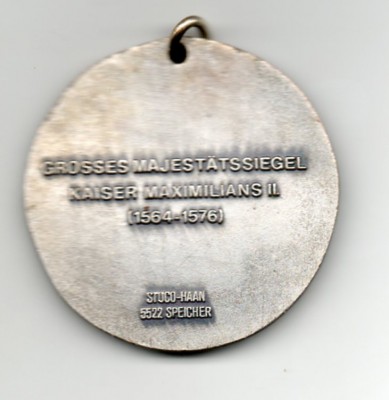 GROSSES MAJESTÄTSSIEGEL
KAISER MAXIMILIANS II.
(1564-1576)
STUCO-HAAN
5522 SPEICHER